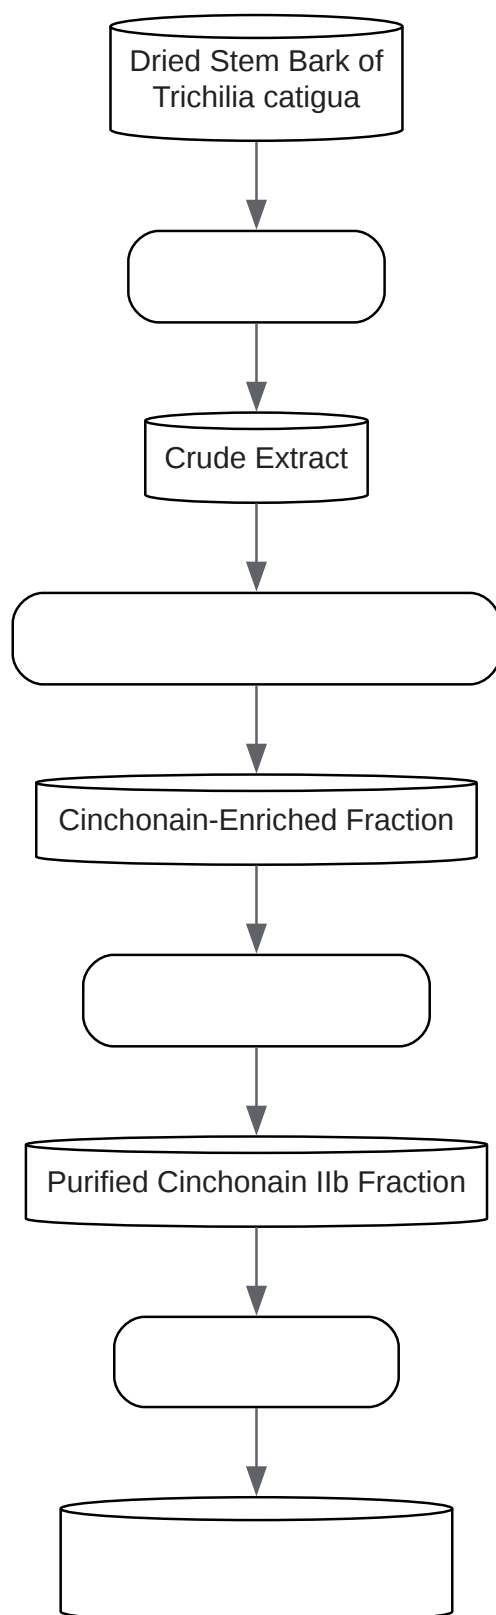 Dried Stem Bark of
Trichilia catigua
Crude Extract
Cinchonain-Enriched Fraction
Purified Cinchonain IIb Fraction